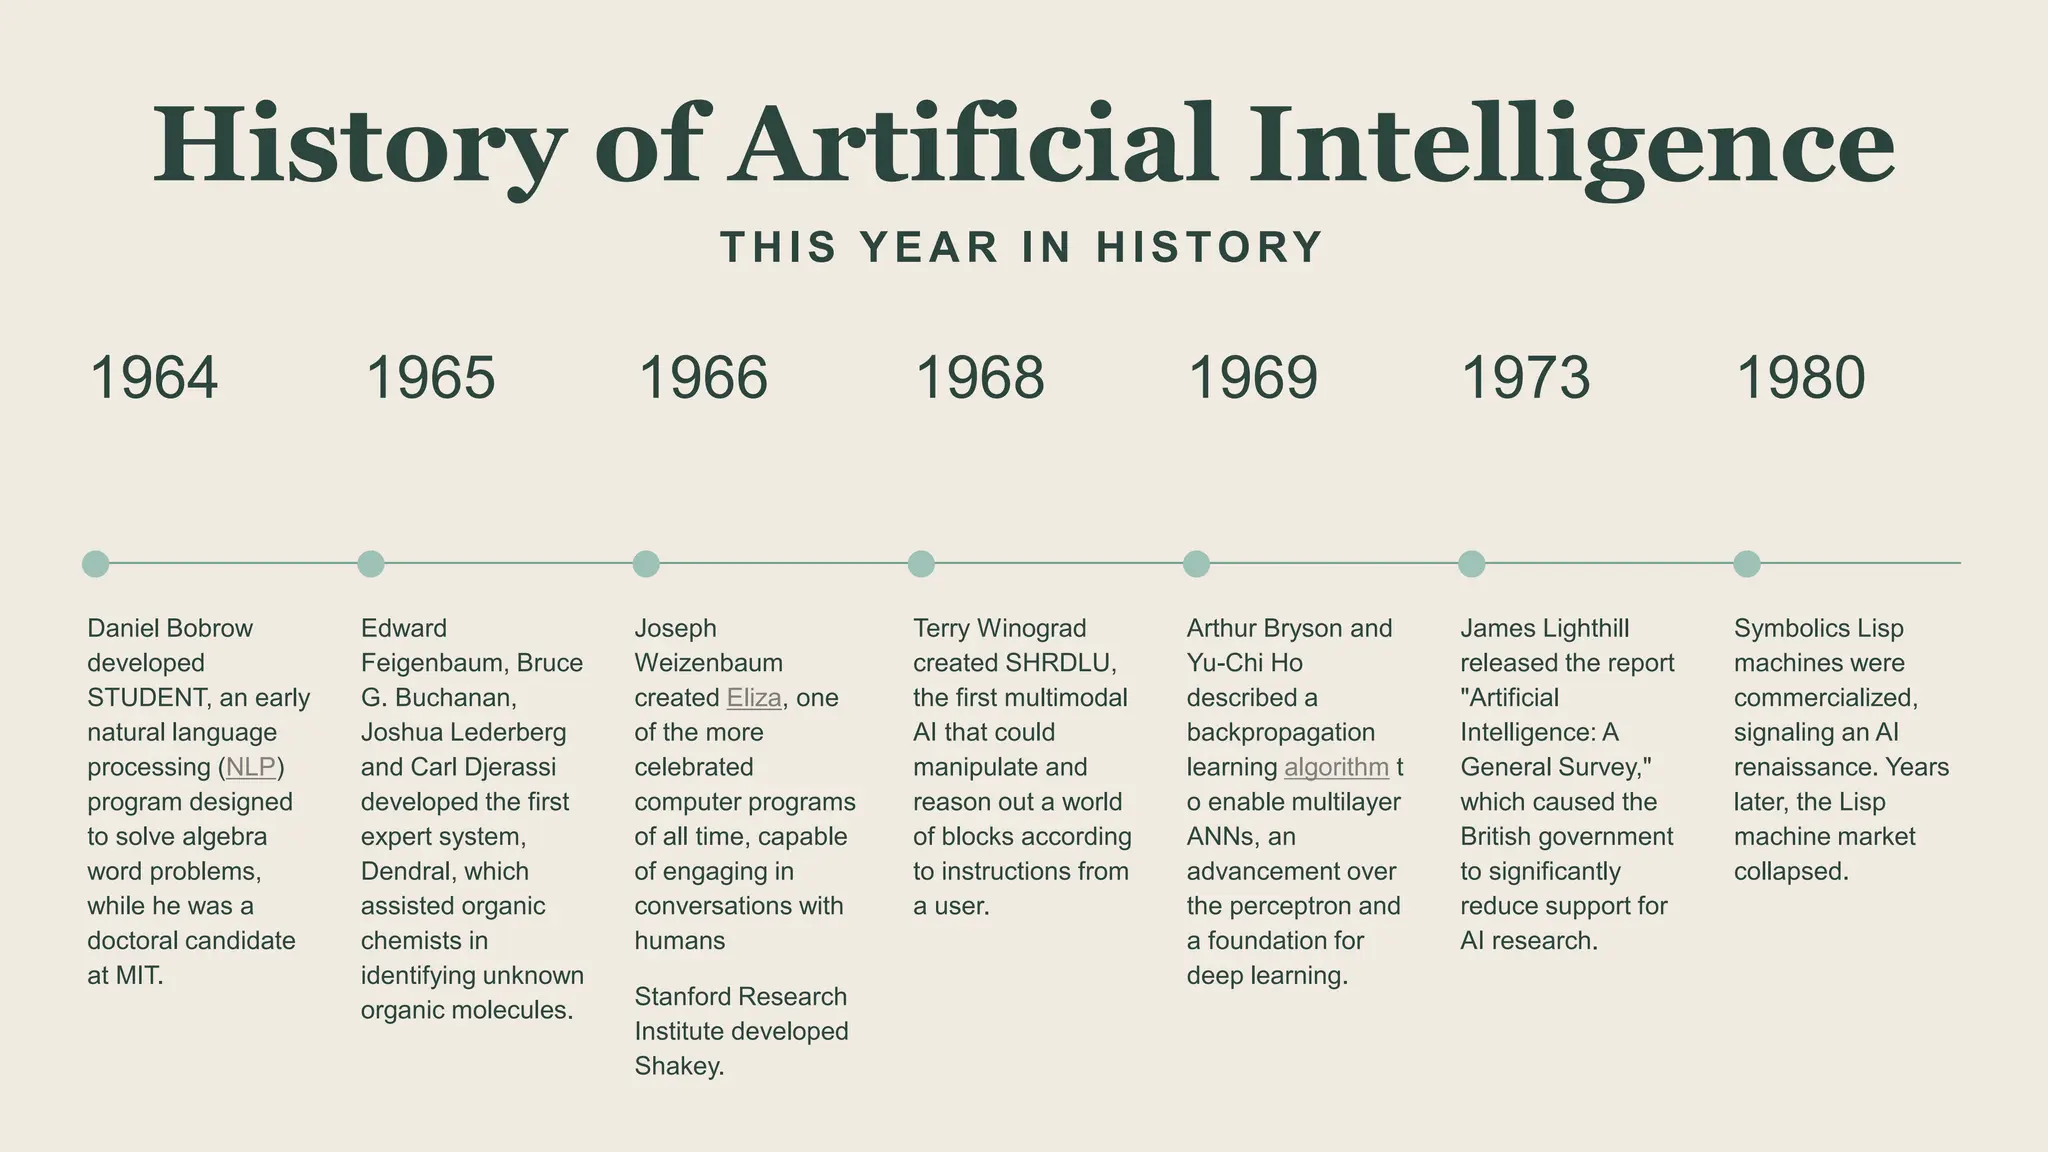 History of Artificial Intelligence
THIS YEAR IN HISTORY
1964
1965
1966
1968
1969
1973
1980
Daniel Bobrow
developed
STUDENT, an early
natural language
processing (NLP)
program designed
to solve algebra
word problems,
while he was a
doctoral candidate
at MIT.
Edward
Feigenbaum, Bruce
G. Buchanan,
Joshua Lederberg
and Carl Djerassi
developed the first
expert system,
Dendral, which
assisted organic
chemists in
identifying unknown
organic molecules.
Joseph
Weizenbaum
created Eliza, one
of the more
celebrated
computer programs
of all time, capable
of engaging in
conversations with
humans
Stanford Research
Institute developed
Shakey.
Terry Winograd
created SHRDLU,
the first multimodal
AI that could
manipulate and
reason out a world
of blocks according
to instructions from
a user.
Arthur Bryson and
Yu-Chi Ho
described a
backpropagation
learning algorithm t
o enable multilayer
ANNs, an
advancement over
the perceptron and
a foundation for
deep learning.
James Lighthill
released the report
"Artificial
Intelligence: A
General Survey,"
which caused the
British government
to significantly
reduce support for
AI research.
Symbolics Lisp
machines were
commercialized,
signaling an AI
renaissance. Years
later, the Lisp
machine market
collapsed.